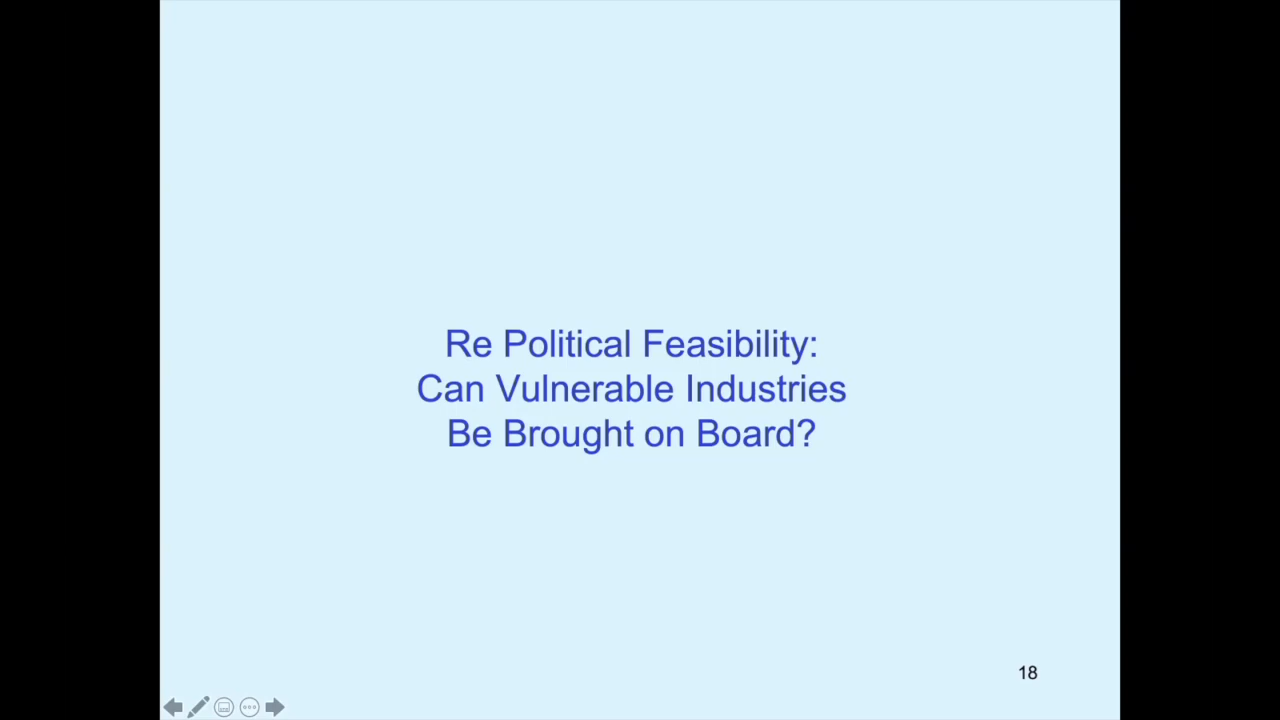 Re Political Feasibility:
Can Vulnerable Industries
Be Brought on Board?
18